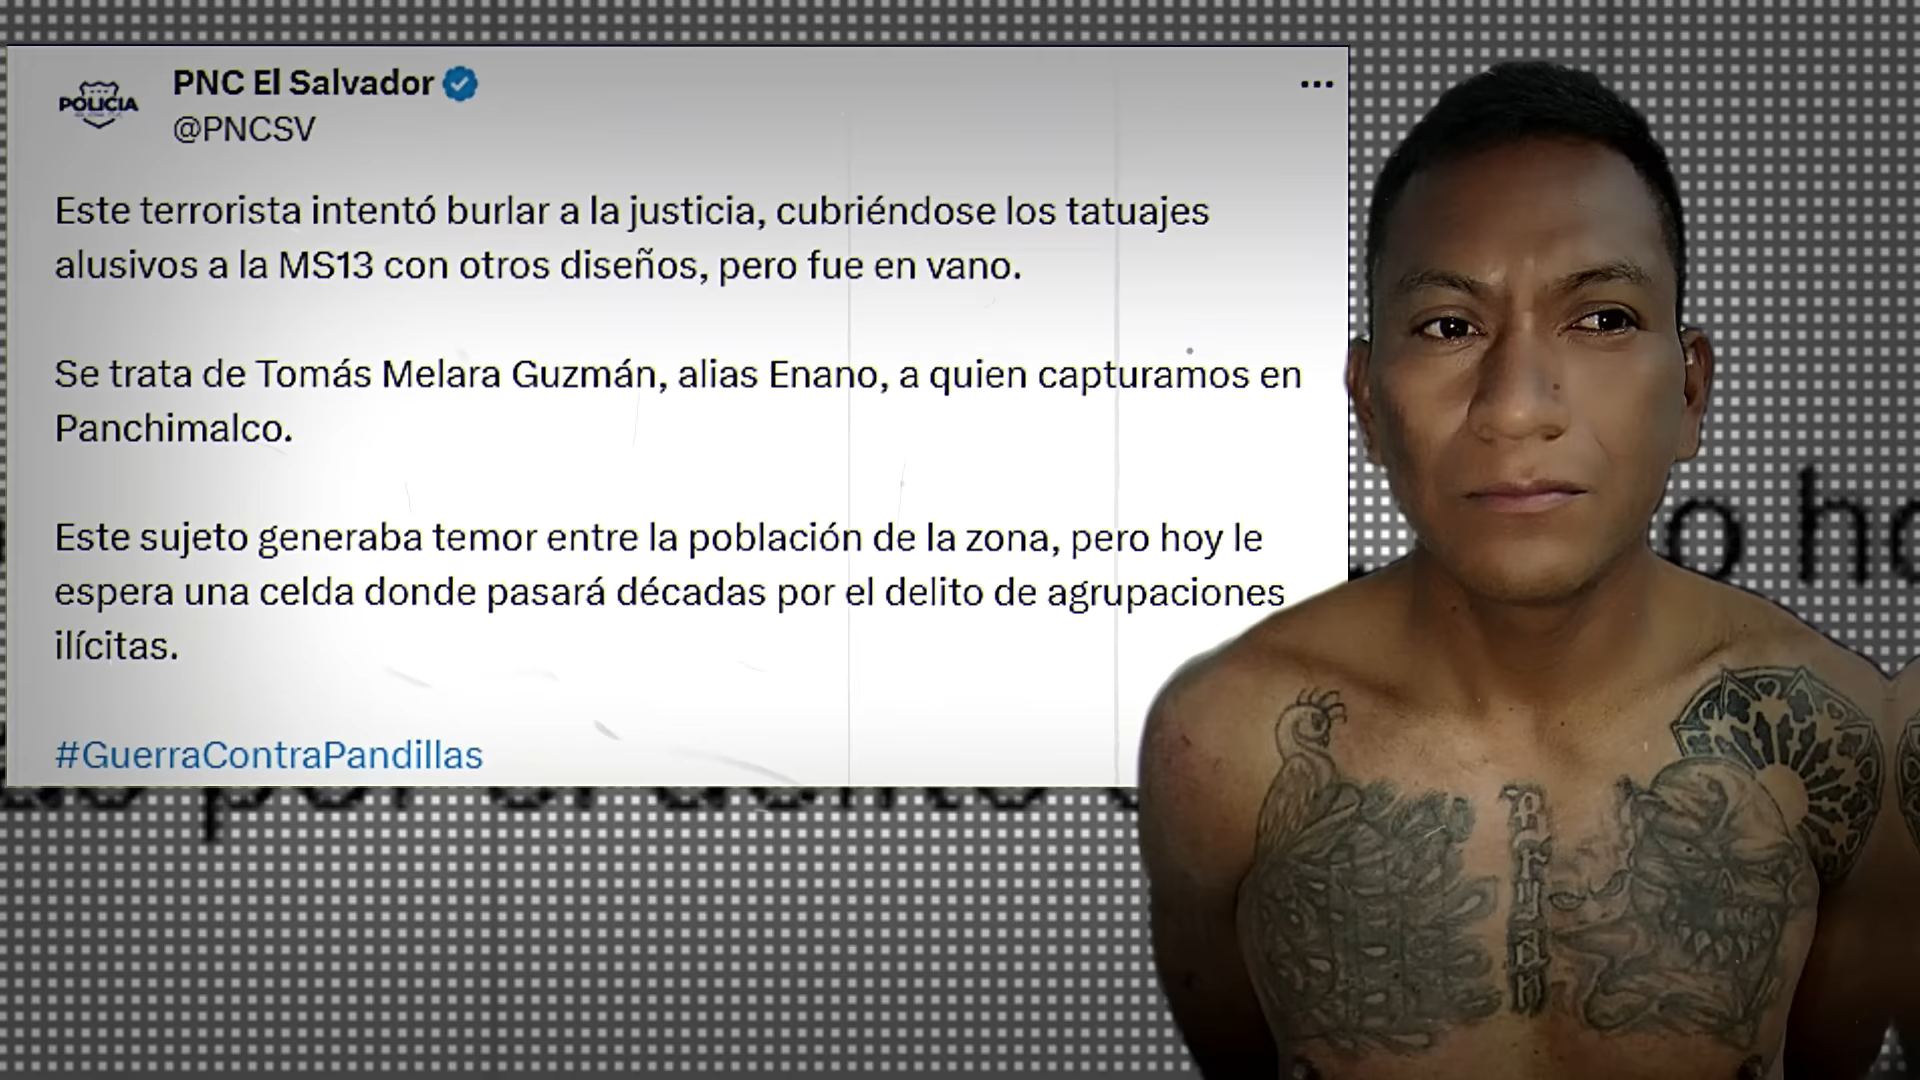 POLICIA
PNC El Salvador
@PNCSV
Este terrorista intentó burlar a la justicia, cubriéndose los tatuajes
alusivos a la MS13 con otros diseños, pero fue en vano.
Se trata de Tomás Melara Guzmán, alias Enano, a quien capturamos en
Panchimalco.
Este sujeto generaba temor entre la población de la zona, pero hoy le
espera una celda donde pasará décadas por el delito de agrupaciones
ilícitas.
#GuerraContraPandillas